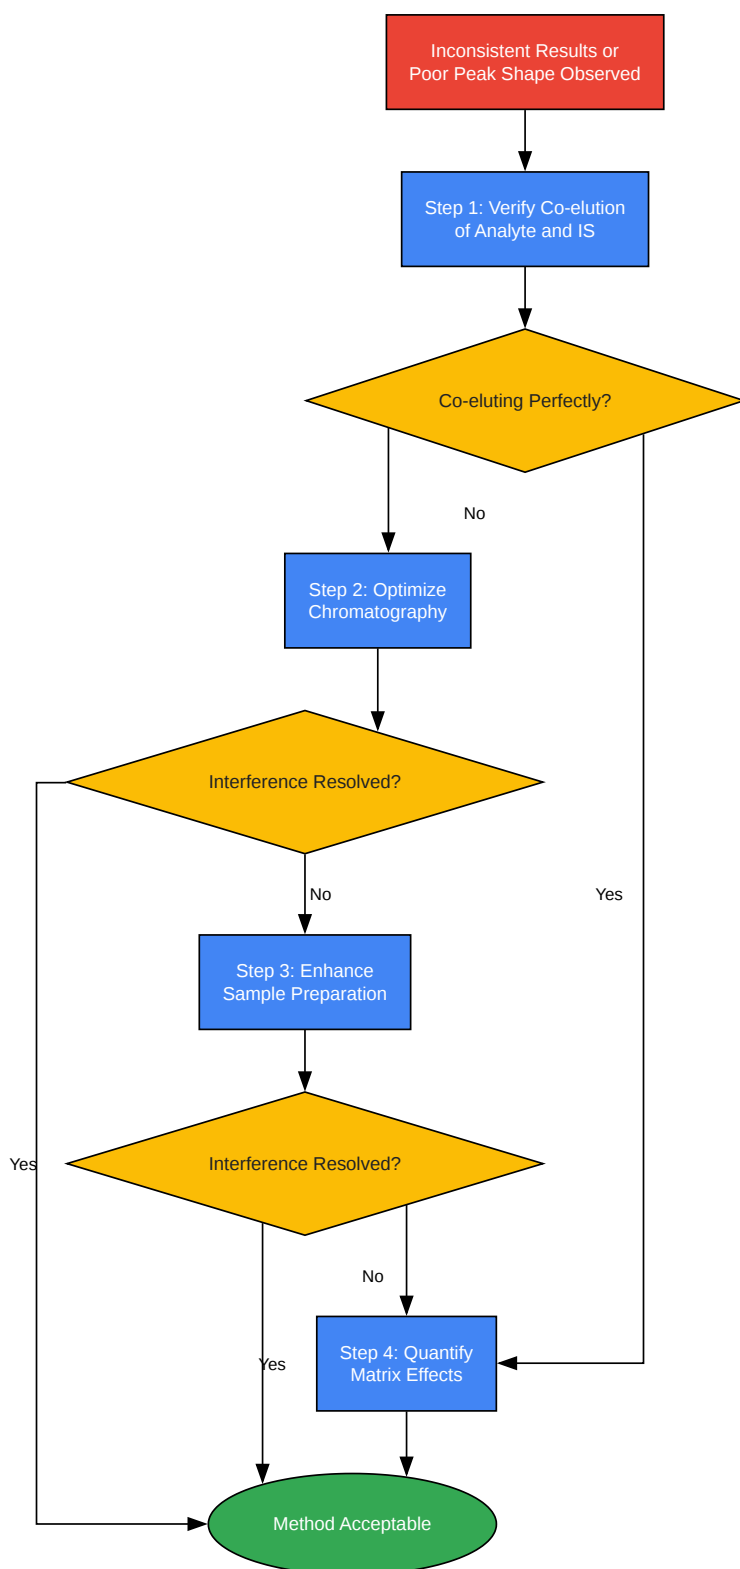 Inconsistent Results or
Poor Peak Shape Observed
Step 1: Verify Co-elution
of Analyte and IS
Co-eluting Perfectly?
No
Step 2: Optimize
Chromatography
Interference Resolved?
No
Yes
Step 3: Enhance
Sample Preparation
Yes
Interference Resolved?
No
Step 4: Quantify
Matrix Effects
Yes
Method Acceptable